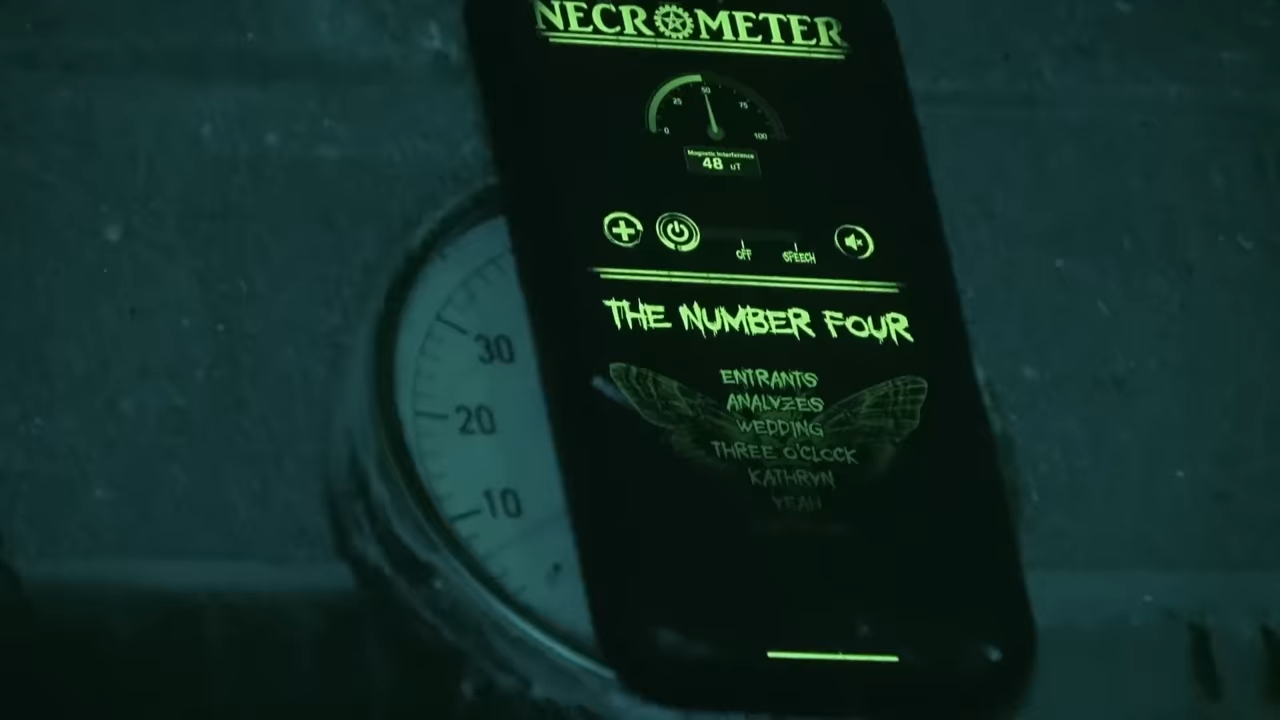 NECROMETER
50
25
75
0
100
Magnetic Interference
48 uT
OFF
SPEECH
THE NUMBER FOUR
ENTRANTS
ANALYZES
WEDDING
THREE O'CLOCK
KATHRYN
YEAH
30
20
10